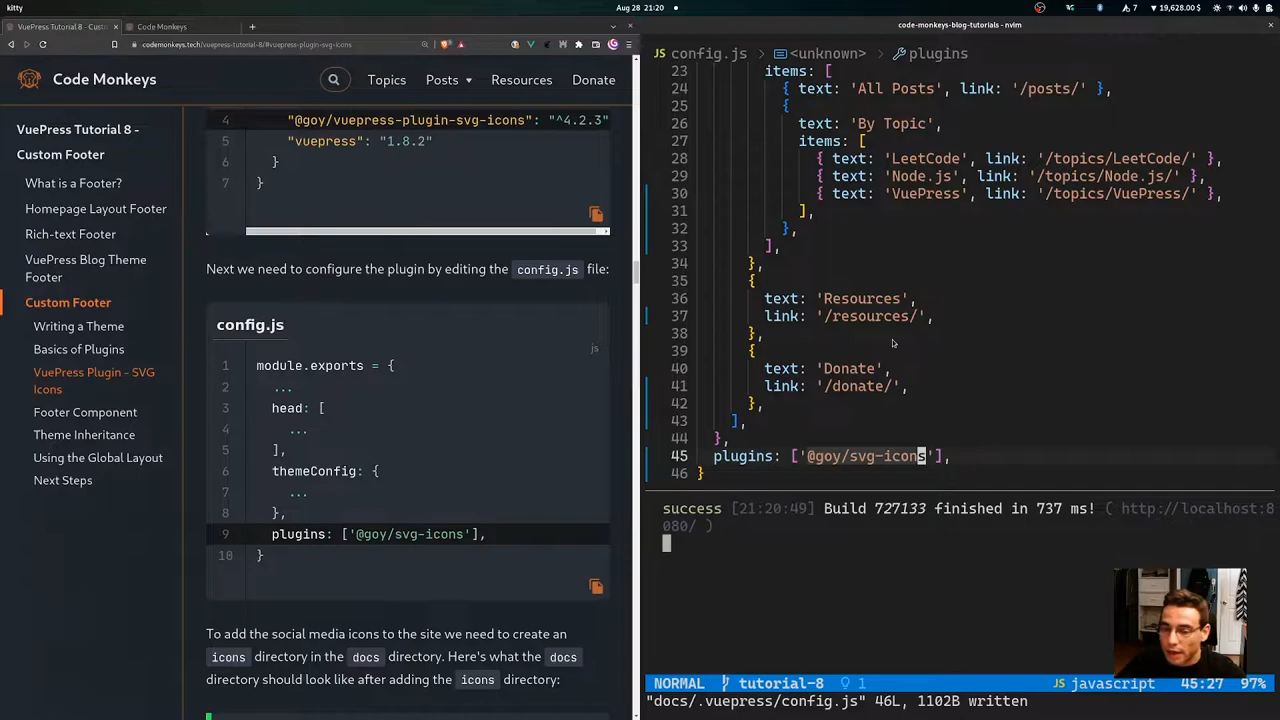 kitty
Aug 28 21:20
7
19,628.00
VuePress Tutorial 8 - Custo
Code Monkeys
codemonkeys.tech/vuepress-tutorial-8/#vuepress-plugin-svg-icons
Code Monkeys
Topics
Posts
Resources
Donate
VuePress Tutorial 8 -
Custom Footer
What is a Footer?
Homepage Layout Footer
Rich-text Footer
VuePress Blog Theme
Footer
Custom Footer
Writing a Theme
Basics of Plugins
VuePress Plugin - SVG
Icons
Footer Component
Theme Inheritance
Using the Global Layout
Next Steps
4 "@goy/vuepress-plugin-svg-icons": "^4.2.3"
5 "vuepress": "1.8.2"
6 }
7 }
Next we need to configure the plugin by editing the config.js file:
config.js
js
1 module.exports = {
2 ...
3 head: [
4 ...
5 ],
6 themeConfig: {
7 ...
8 },
9 plugins: ['@goy/svg-icons'],
10 }
To add the social media icons to the site we need to create an
icons directory in the docs directory. Here's what the docs
directory should look like after adding the icons directory:
code-monkeys-blog-tutorials - nvim
JS config.js > <unknown> > plugins
23 items: [
24 { text: 'All Posts', link: '/posts/' },
25 {
26 text: 'By Topic',
27 items: [
28 { text: 'LeetCode', link: '/topics/LeetCode/' },
29 { text: 'Node.js', link: '/topics/Node.js/' },
30 { text: 'VuePress', link: '/topics/VuePress/' },
31 ],
32 },
33 ],
34 },
35 {
36 text: 'Resources',
37 link: '/resources/',
38 },
39 {
40 text: 'Donate',
41 link: '/donate/',
42 },
43 ],
44 },
45 plugins: ['@goy/svg-icons'],
46 }
success [21:20:49] Build 727133 finished in 737 ms! ( http://localhost:8
080/ )
NORMAL tutorial-8 1 JS javascript 45:27 97%
"docs/.vuepress/config.js" 46L, 1102B written